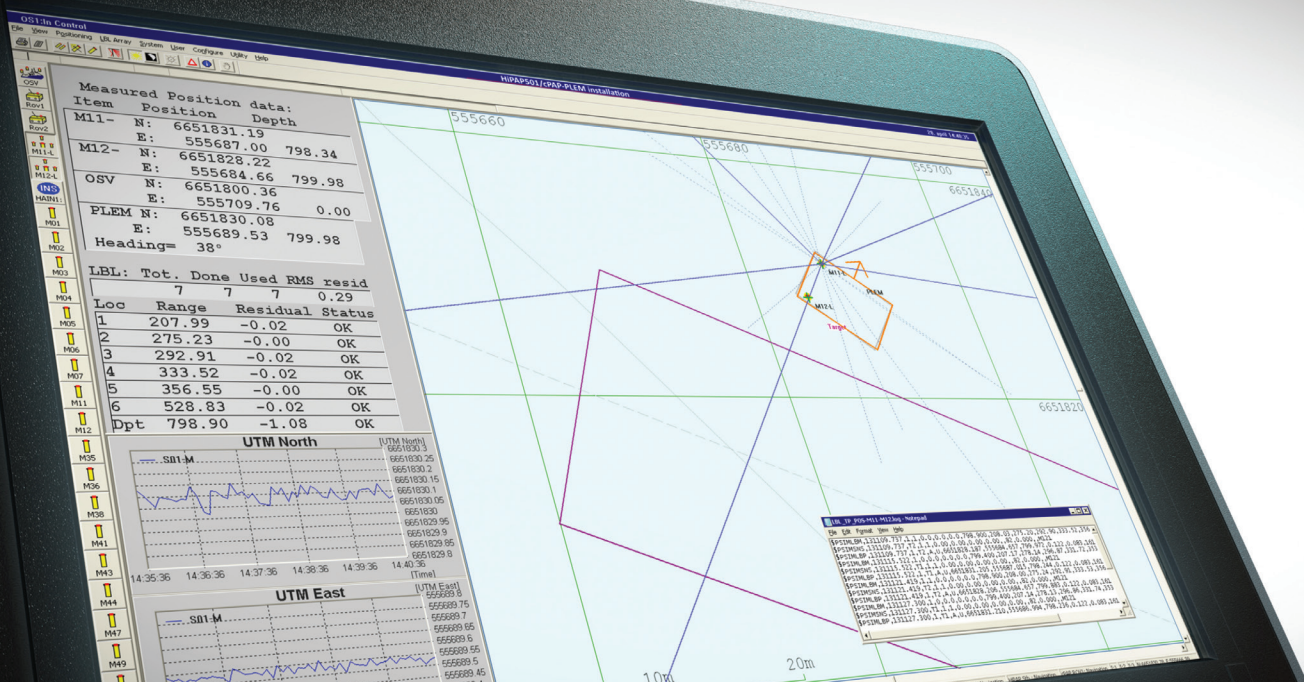 OS1:In Control
File View Positioning LBL Array System User Configure Utility Help
HiPAP501/cPAP-PLEM installation
28. april 14:40:35
OSV
Rov1
Rov2
M11-L
M12-L
INS
HAIN1:
M01
M02
M03
M04
M05
M06
M07
M11
M12
M35
M36
M38
M41
M43
M44
M47
M49
Measured Position data:
Item Position Depth
M11- N: 6651831.19
E: 555687.00 798.34
M12- N: 6651828.22
E: 555684.66 799.98
OSV N: 6651800.36
E: 555709.76 0.00
PLEM N: 6651830.08
E: 555689.53 799.98
Heading= 38°
LBL: Tot. Done Used RMS resid
7 7 7 0.29
Loc Range Residual Status
1 207.99 -0.02 OK
2 275.23 -0.00 OK
3 292.91 -0.02 OK
4 333.52 -0.02 OK
5 356.55 -0.00 OK
6 528.83 -0.02 OK
Dpt 798.90 -1.08 OK
UTM North
[UTM North]
S01-M
6651830.3
6651830.25
6651830.2
6651830.15
6651830.1
6651830.05
6651830
6651829.95
6651829.9
6651829.85
6651829.8
14:35:36 14:36:36 14:37:36 14:38:36 14:39:36 14:40:36
[Time]
UTM East
[UTM East]
S01-M
555689.8
555689.75
555689.7
555689.65
555689.6
555689.55
555689.5
555689.45
555660
555680
555700
6651840
M11-L
PLEM
M12-L
Target
6651820
10m
20m
LBL_TP_POS-M11-M12.log - Notepad
File Edit Format View Help